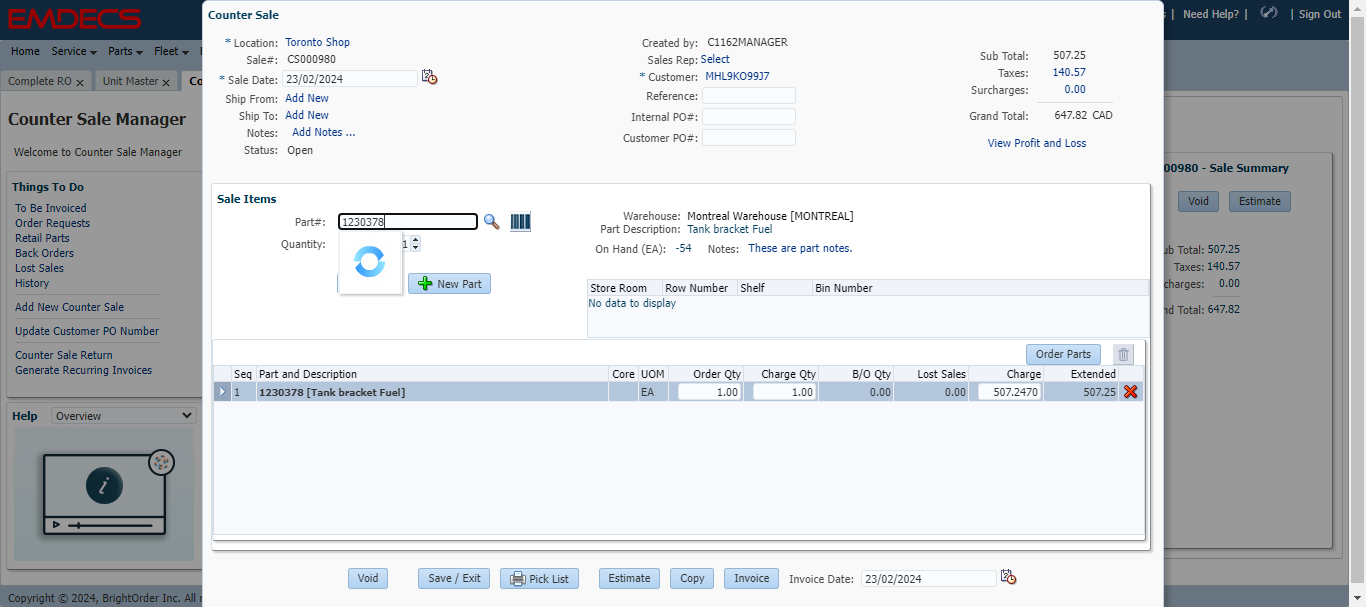 EMDECS
Need Help? |
| Sign Out
Home Service Parts Fleet
Complete RO x Unit Master x Co
Counter Sale Manager
Welcome to Counter Sale Manager
Things To Do
To Be Invoiced
Order Requests
Retail Parts
Back Orders
Lost Sales
History
Add New Counter Sale
Update Customer PO Number
Counter Sale Return
Generate Recurring Invoices
Help Overview
i
Copyright © 2024, BrightOrder Inc. All
Counter Sale
* Location: Toronto Shop
Sale#: CS000980
* Sale Date: 23/02/2024
Ship From: Add New
Ship To: Add New
Notes: Add Notes ...
Status: Open
Created by: C1162MANAGER
Sales Rep: Select
* Customer: MHL9KO99J7
Reference:
Internal PO#:
Customer PO#:
Sub Total: 507.25
Taxes: 140.57
Surcharges: 0.00
Grand Total: 647.82 CAD
View Profit and Loss
Sale Items
Part#: 1230378
Quantity: 1
New Part
Warehouse: Montreal Warehouse [MONTREAL]
Part Description: Tank bracket Fuel
On Hand (EA): -54 Notes: These are part notes.
Store Room Row Number Shelf Bin Number
No data to display
Order Parts
Seq Part and Description Core UOM Order Qty Charge Qty B/O Qty Lost Sales Charge Extended
1 1230378 [Tank bracket Fuel] EA 1.00 1.00 0.00 0.00 507.2470 507.25
Void Save / Exit Pick List Estimate Copy Invoice Invoice Date: 23/02/2024
00980 - Sale Summary
Void Estimate
ub Total: 507.25
Taxes: 140.57
charges: 0.00
nd Total: 647.82